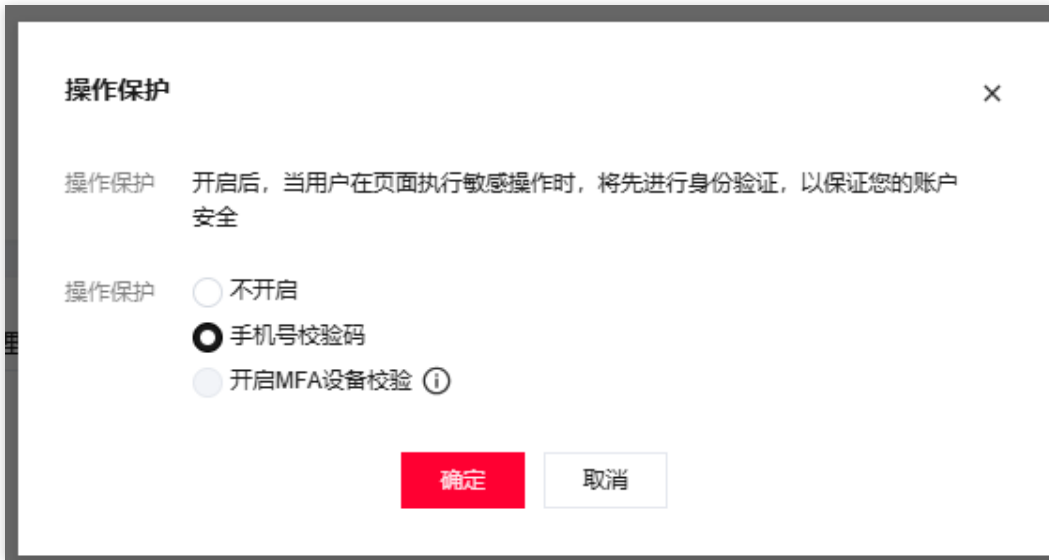 操作保护
操作保护 开启后，当用户在页面执行敏感操作时，将先进行身份验证，以保证您的账户
安全
操作保护 不开启
手机号校验码
开启MFA设备校验
确定 取消